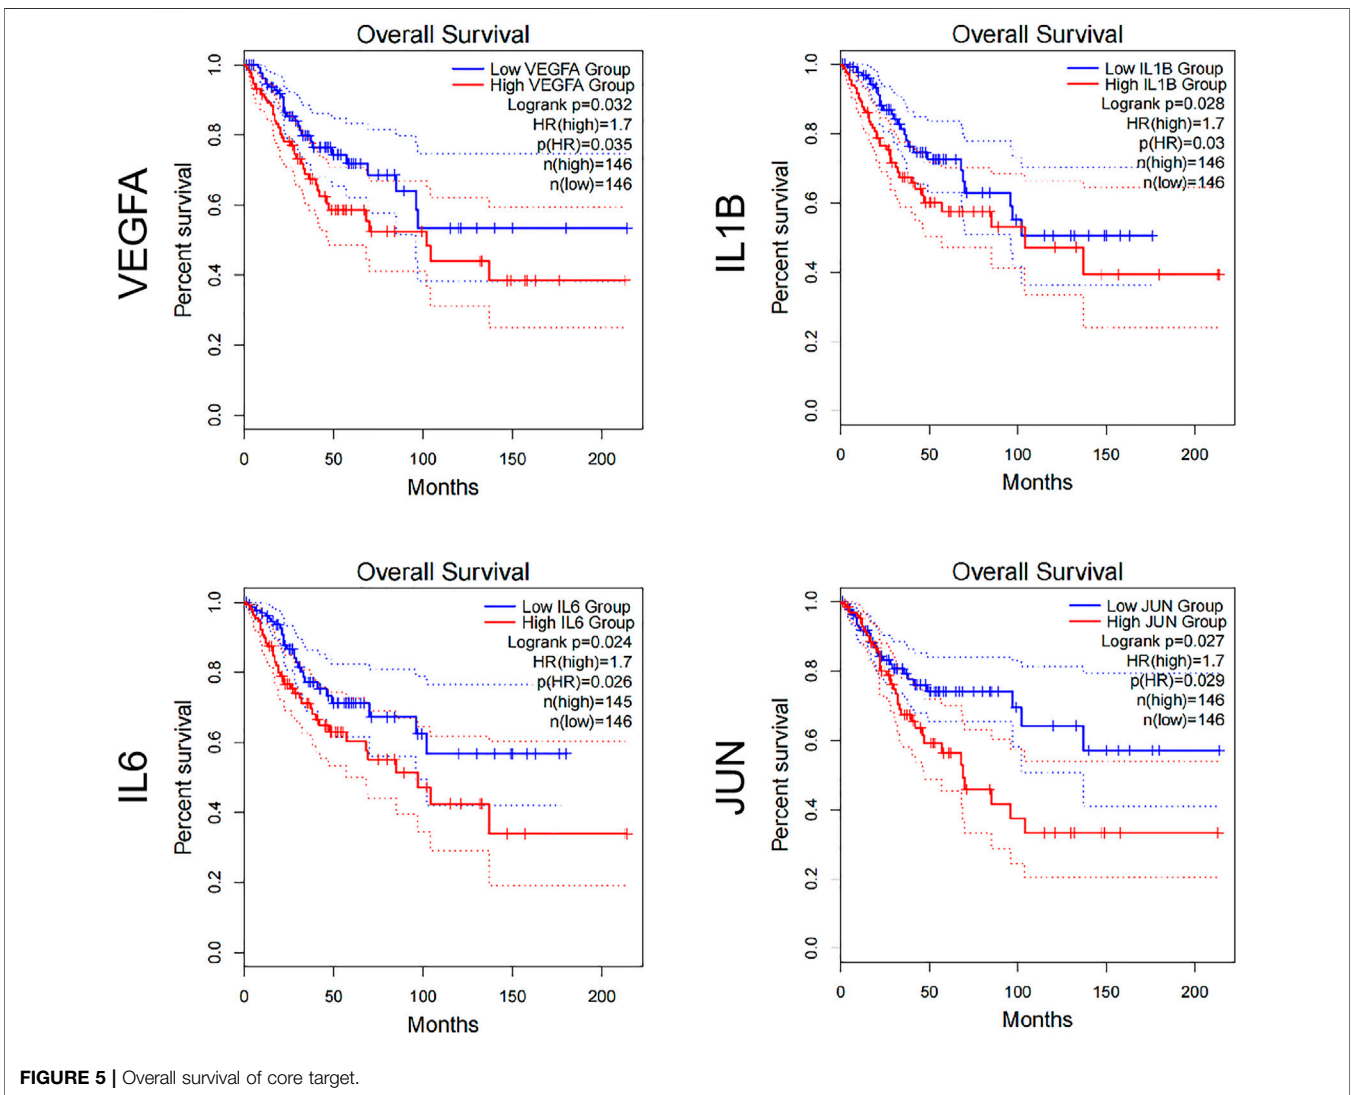 Overall Survival
Low VEGFA Group
High VEGFA Group
Logrank p=0.032
HR(high)=1.7
p(HR)=0.035
n(high)=146
n(low)=146
VEGFA
Percent survival
1.0
0.8
0.6
0.4
0.2
0.0
0 50 100 150 200
Months
Overall Survival
Low IL1B Group
High IL1B Group
Logrank p=0.028
HR(high)=1.7
p(HR)=0.03
n(high)=146
n(low)=146
IL1B
Percent survival
1.0
0.8
0.6
0.4
0.2
0.0
0 50 100 150 200
Months
Overall Survival
Low IL6 Group
High IL6 Group
Logrank p=0.024
HR(high)=1.7
p(HR)=0.026
n(high)=145
n(low)=146
IL6
Percent survival
1.0
0.8
0.6
0.4
0.2
0.0
0 50 100 150 200
Months
Overall Survival
Low JUN Group
High JUN Group
Logrank p=0.027
HR(high)=1.7
p(HR)=0.029
n(high)=146
n(low)=146
JUN
Percent survival
1.0
0.8
0.6
0.4
0.2
0.0
0 50 100 150 200
Months
FIGURE 5 | Overall survival of core target.